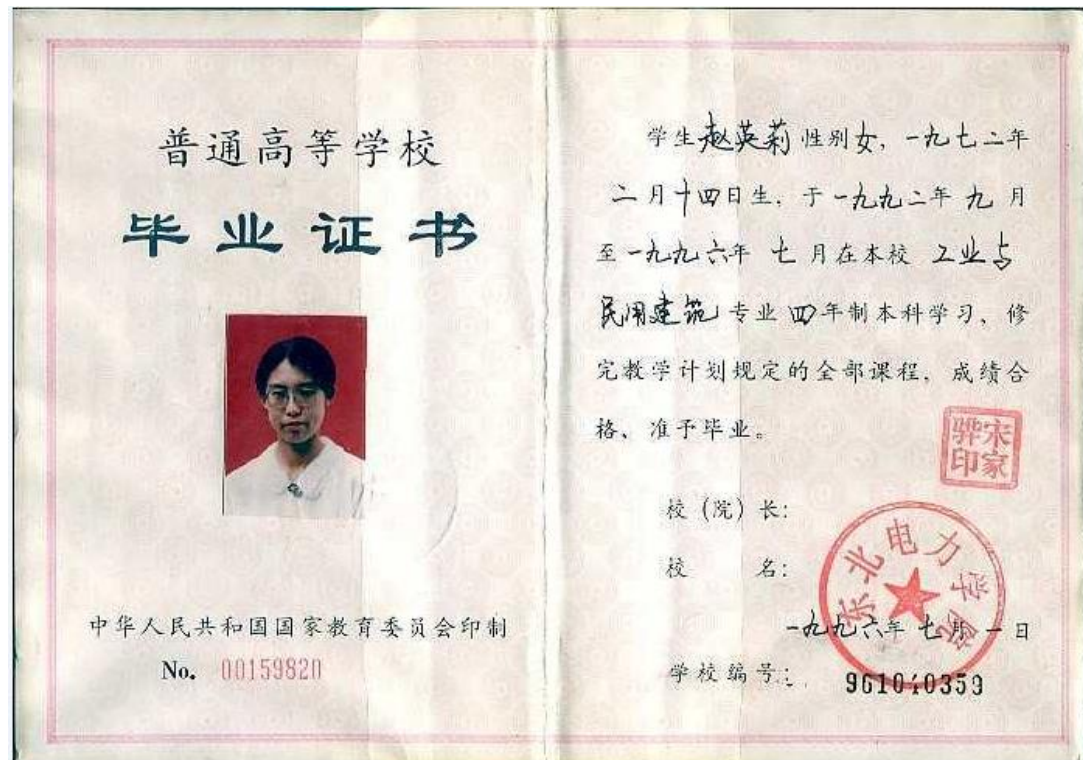 普通高等学校
毕业证书
中华人民共和国国家教育委员会印制
No. 00159820
学生赵英莉性别女，一九七二年
二月十四日生，于一九九二年九月
至一九九六年七月在本校工业与
民用建筑专业四年制本科学习、修
完教学计划规定的全部课程，成绩合
格、准予毕业。
宋家骅印
校（院）长：
东北电力学院
校 名：
一九九六年七月一日
学校编号： 961040359